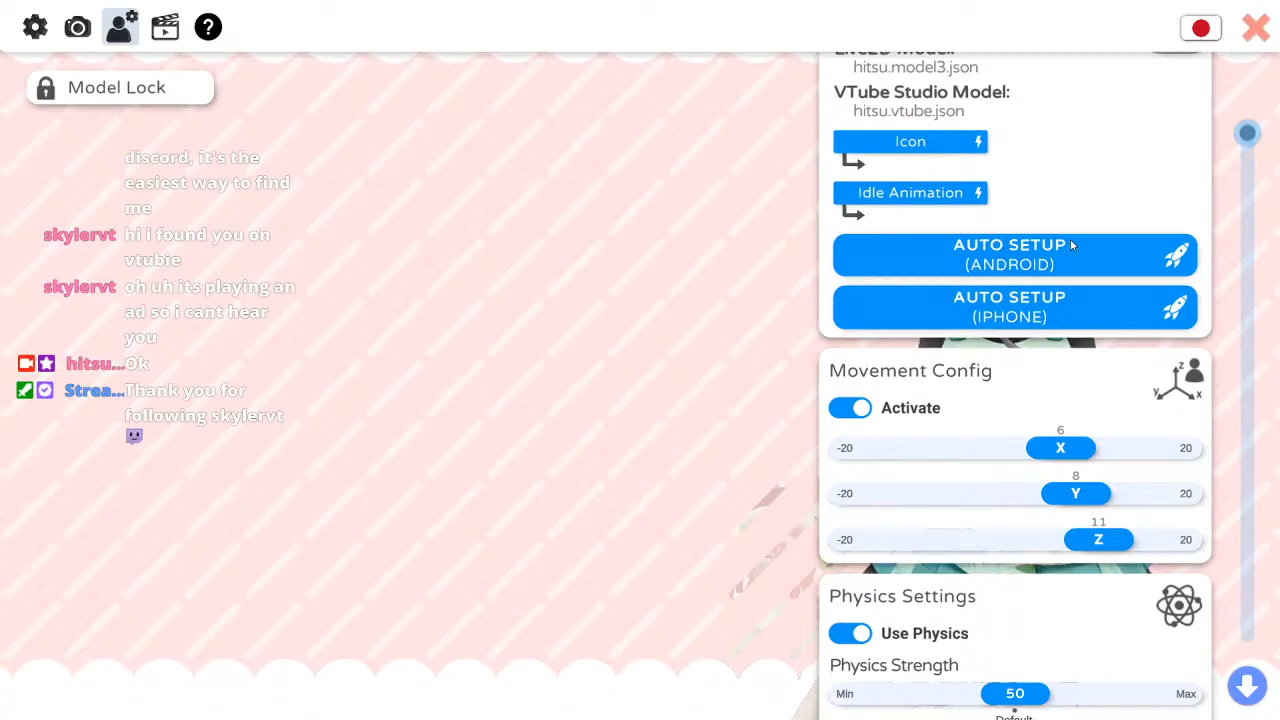 ?
Model Lock
discord, it's the
easiest way to find
me
skylervt hi i found you on
vtubie
skylervt oh uh its playing an
ad so i cant hear
you
hitsu... Ok
Strea... Thank you for
following skylervt
Live2D Model:
hitsu.model3.json
VTube Studio Model:
hitsu.vtube.json
Icon
Idle Animation
AUTO SETUP
(ANDROID)
AUTO SETUP
(IPHONE)
Movement Config
Z
Y
X
Activate
6
-20 X 20
8
-20 Y 20
11
-20 Z 20
Physics Settings
Use Physics
Physics Strength
Min 50 Max
Default